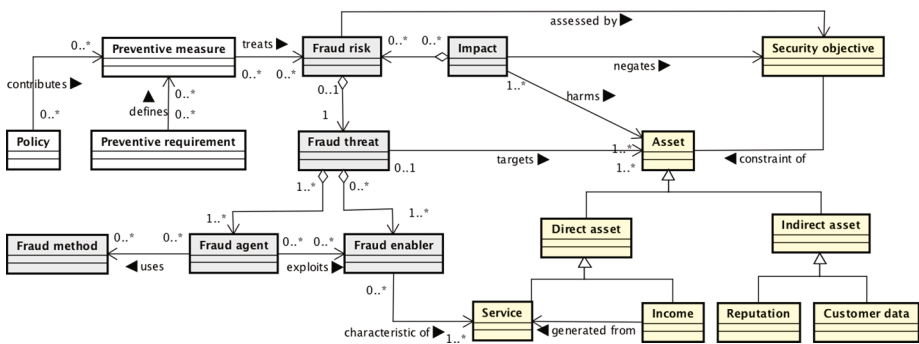 assessed by ▶
0..*
Preventive measure
treats ▶
Fraud risk
0..*
0..*
Impact
Security objective
0..*
0..*
negates ▶
contributes ▶
0..*
0..1
1..*
harms ▶
▲
defines
0..*
0..*
1
Policy
Preventive requirement
Fraud threat
targets ▶
1..*
Asset
◀ constraint of
0..1
1..*
1..*
0..*
1..*
1..*
Direct asset
Indirect asset
Fraud method
0..*
0..*
Fraud agent
0..*
0..*
Fraud enabler
◀ uses
exploits ▶
0..*
Service
Income
Reputation
Customer data
characteristic of ▶
1..*
◀ generated from